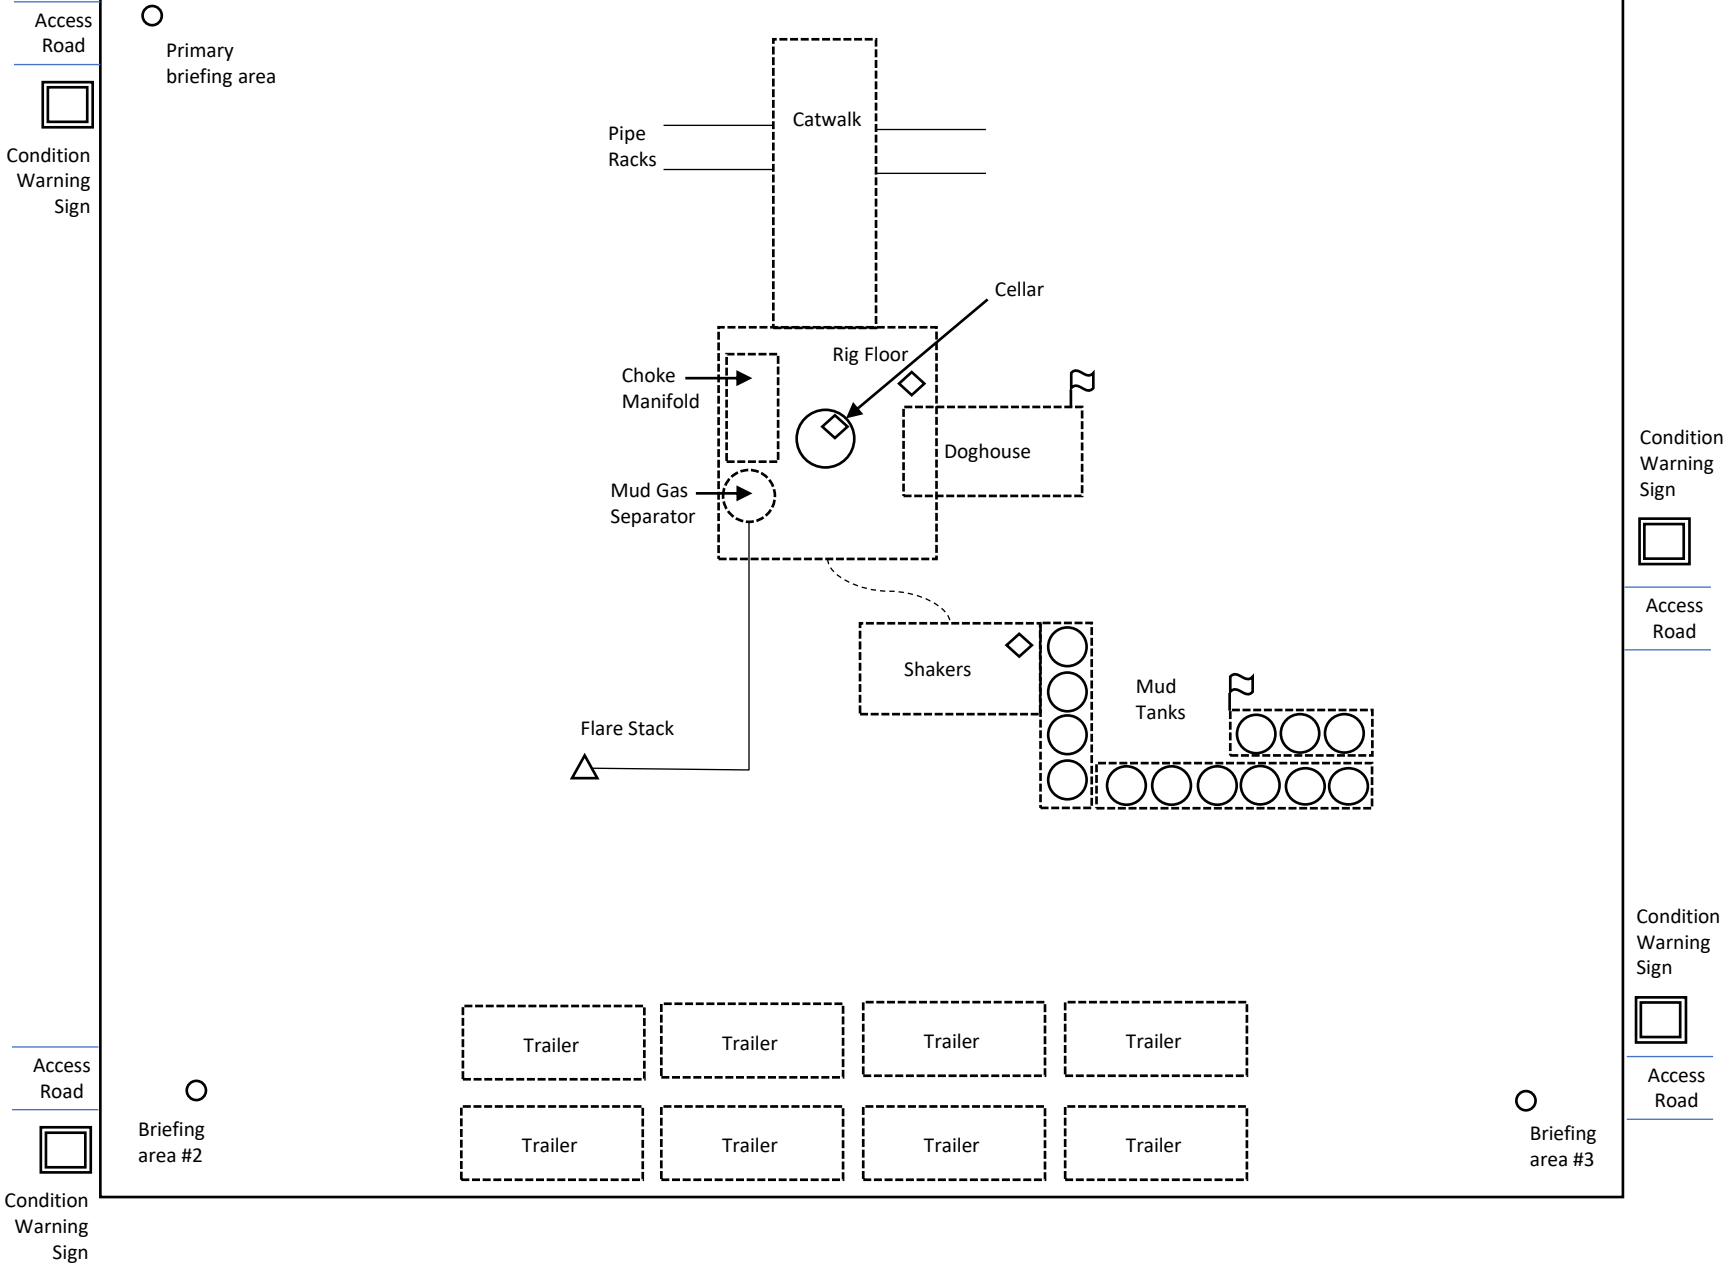 Access
Road
Primary
briefing area
Condition
Warning
Sign
Catwalk
Pipe
Racks
Cellar
Rig Floor
Choke
Manifold
Doghouse
Mud Gas
Separator
Condition
Warning
Sign
Access
Road
Shakers
Mud
Tanks
Flare Stack
Condition
Warning
Sign
Access
Road
Trailer
Trailer
Trailer
Trailer
Access
Road
Briefing
area #2
Trailer
Trailer
Trailer
Trailer
Briefing
area #3
Condition
Warning
Sign